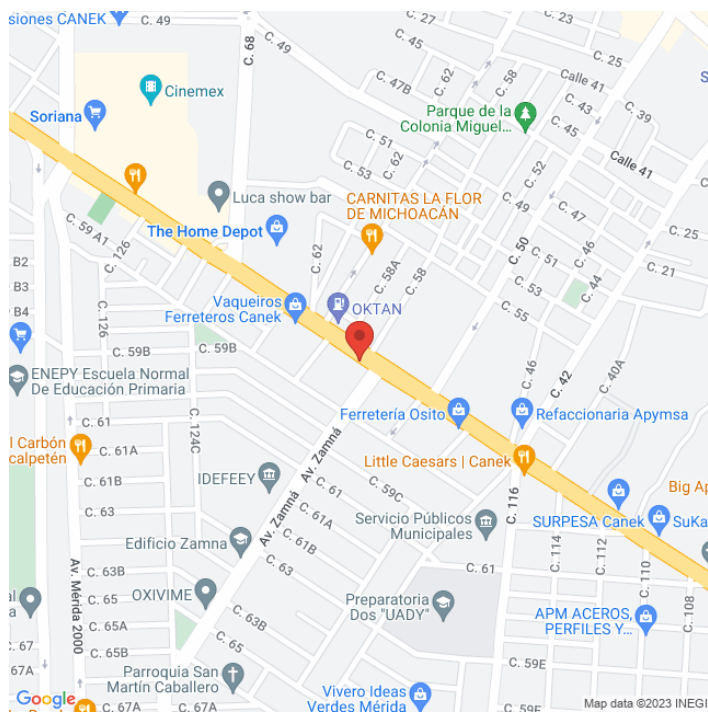 siones CANEK
C. 49
C. 68
C. 49
C. 45
C. 27
C. 23
C. 25
Calle 41
C. 62
C. 58
C. 47B
C. 43
C. 39
Cinemex
Soriana
Parque de la
Colonia Miguel...
C. 45
Calle 41
C. 51
C. 53
C. 62
C. 52
Luca show bar
CARNITAS LA FLOR
DE MICHOACÁN
C. 49
C. 47
C. 25
C. 59 A1
C. 126
The Home Depot
C. 62
C. 58A
C. 58
C. 50
C. 51
C. 46
C. 21
B2
B3
B4
C. 126
Vaqueiros
Ferreteros Canek
OKTAN
C. 53
C. 44
C. 55
C. 59B
C. 59B
ENEPY Escuela Normal
De Educación Primaria
C. 46
C. 42
C. 40A
C. 61
C. 124C
Ferretería Osito
Refaccionaria Apymsa
l Carbón
calpetén
C. 61A
Av. Zamná
Little Caesars | Canek
C. 61B
IDEFEEY
C. 61
C. 59C
C. 116
Big Ap
C. 63
C. 61A
Servicio Públicos
Municipales
SURPESA Canek
SuKa
Edificio Zamna
Av. Zamná
C. 61B
C. 114
C. 112
C. 110
C. 63B
C. 63
C. 61
C. 108
Av. Mérida 2000
C. 65
OXIVIME
Preparatoria
Dos "UADY"
APM ACEROS,
PERFILES Y...
C. 65A
C. 63B
C. 67
C. 65B
C. 65
67A
C. 67A
Parroquia San
Martín Caballero
C. 59E
C. 59E
Vivero Ideas
Verdes Mérida
Google
C. 67A
Map data ©2023 INEGI